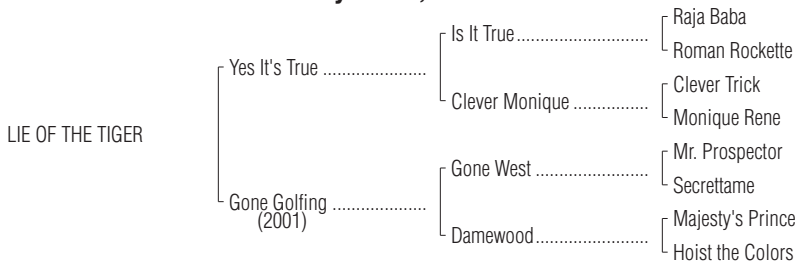 Raja Baba
Is It True
Roman Rockette
Yes It's True
Clever Trick
Clever Monique
Monique Rene
LIE OF THE TIGER
Mr. Prospector
Gone West
Secrettame
Gone Golfing
(2001)
Majesty's Prince
Damewood
Hoist the Colors